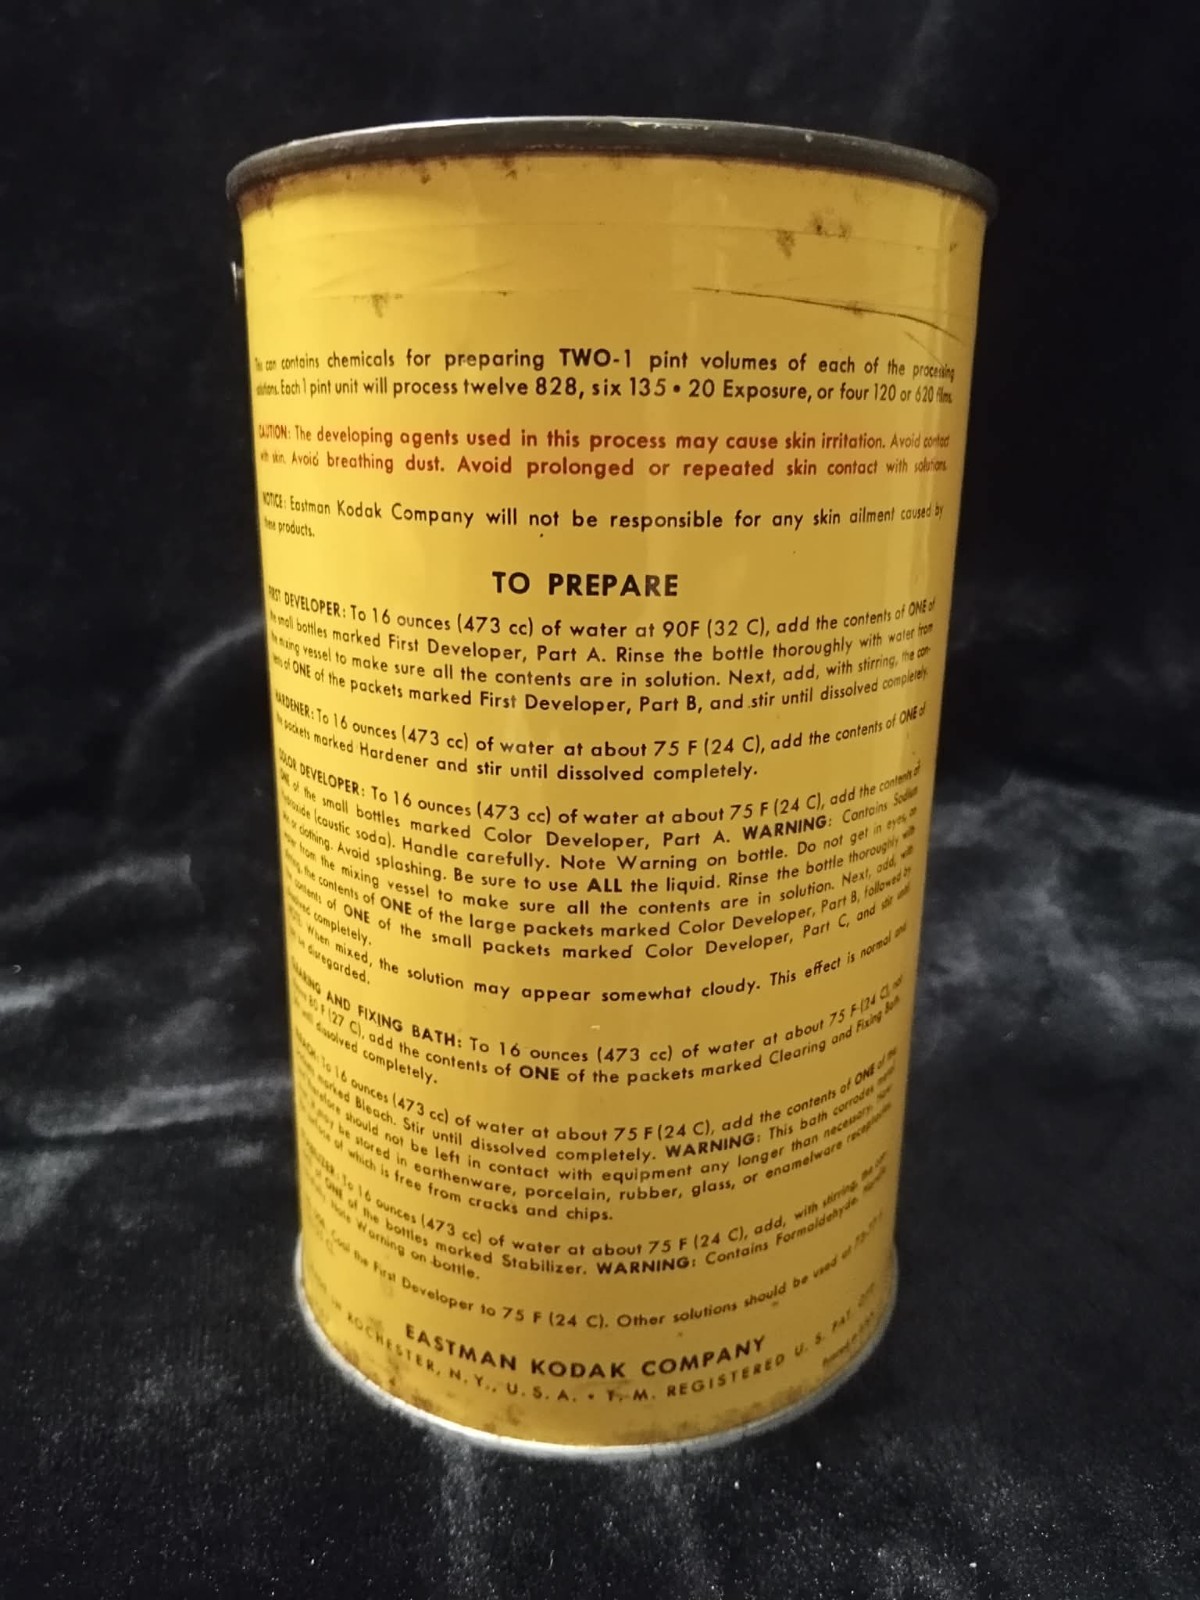 This can contains chemicals for preparing TWO-1 pint volumes of each of the processing
solutions. Each 1 pint unit will process twelve 828, six 135 • 20 Exposure, or four 120 or 620 films.
CAUTION: The developing agents used in this process may cause skin irritation. Avoid contact
with skin. Avoid breathing dust. Avoid prolonged or repeated skin contact with solutions.
NOTICE: Eastman Kodak Company will not be responsible for any skin ailment caused by
these products.
TO PREPARE
FIRST DEVELOPER: To 16 ounces (473 cc) of water at 90F (32 C), add the contents of ONE of
the small bottles marked First Developer, Part A. Rinse the bottle thoroughly with water from
the mixing vessel to make sure all the contents are in solution. Next, add, with stirring, the con-
tents of ONE of the packets marked First Developer, Part B, and stir until dissolved completely.
HARDENER: To 16 ounces (473 cc) of water at about 75 F (24 C), add the contents of ONE of
the packets marked Hardener and stir until dissolved completely.
COLOR DEVELOPER: To 16 ounces (473 cc) of water at about 75 F (24 C), add the contents of
ONE of the small bottles marked Color Developer, Part A. WARNING: Contains Sodium
Hydroxide (caustic soda). Handle carefully. Note Warning on bottle. Do not get in eyes, on
clothing. Avoid splashing. Be sure to use ALL the liquid. Rinse the bottle thoroughly with
water from the mixing vessel to make sure all the contents are in solution. Next, add, with
the contents of ONE of the large packets marked Color Developer, Part B, followed by
the contents of ONE of the small packets marked Color Developer, Part C, and stir until
dissolved completely.
When mixed, the solution may appear somewhat cloudy. This effect is normal and
disregarded.
CLEARING AND FIXING BATH: To 16 ounces (473 cc) of water at about 75 F (24 C), not
80 F (27 C), add the contents of ONE of the packets marked Clearing and Fixing Bath.
until dissolved completely.
BLEACH: To 16 ounces (473 cc) of water at about 75 F (24 C), add the contents of ONE of the
marked Bleach. Stir until dissolved completely. WARNING: This bath corrodes metal
therefore should not be left in contact with equipment any longer than necessary.
may be stored in earthenware, porcelain, rubber, glass, or enamelware receptacles
surface of which is free from cracks and chips.
STABILIZER: To 16 ounces (473 cc) of water at about 75 F (24 C), add, with stirring, the con-
ONE of the bottles marked Stabilizer. WARNING: Contains Formaldehyde. Handle
Note Warning on bottle.
Cool the First Developer to 75 F (24 C). Other solutions should be used at
EASTMAN KODAK COMPANY
ROCHESTER, N. Y., U. S. A. • T. M. REGISTERED U. S. PAT. OFF.